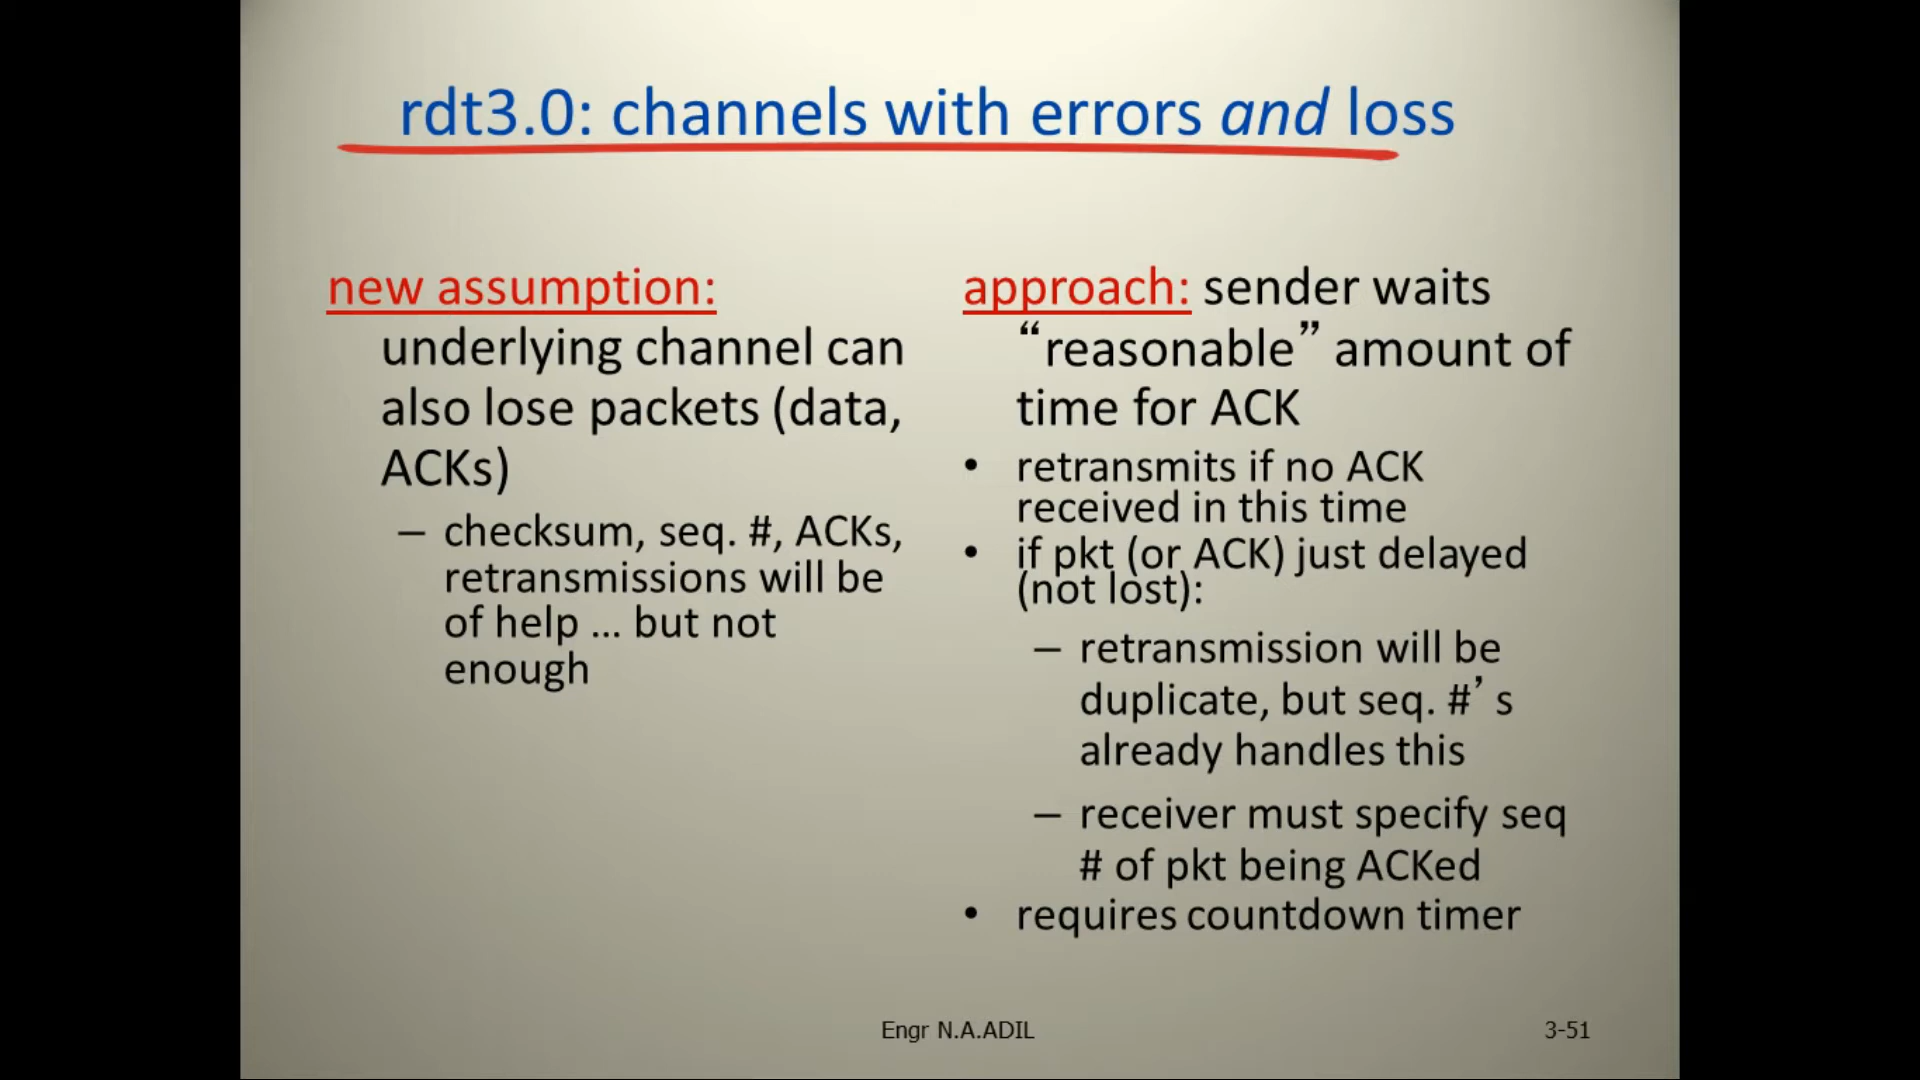 rdt3.0: channels with errors and loss
new assumption:
underlying channel can
also lose packets (data,
ACKs)
– checksum, seq. #, ACKs,
retransmissions will be
of help … but not
enough
approach: sender waits
“reasonable” amount of
time for ACK
• retransmits if no ACK
received in this time
• if pkt (or ACK) just delayed
(not lost):
– retransmission will be
duplicate, but seq. #’s
already handles this
– receiver must specify seq
# of pkt being ACKed
• requires countdown timer
Engr N.A.ADIL
3-51